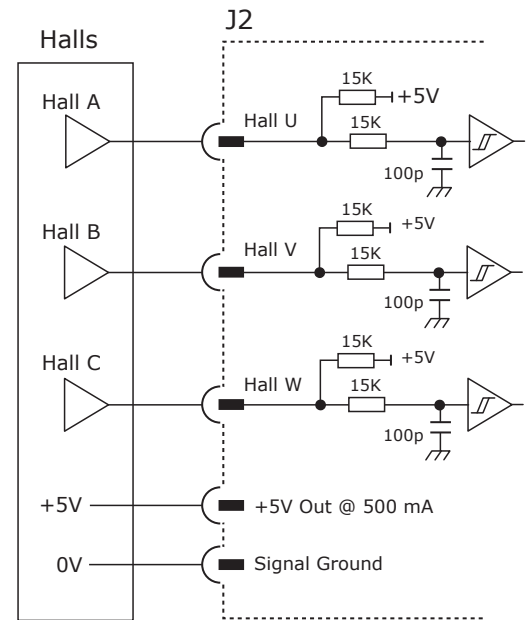 J2
Halls
Hall A
Hall U
15K
+5V
15K
100p
Hall B
Hall V
15K
+5V
15K
100p
Hall C
Hall W
15K
+5V
15K
100p
+5V
+5V Out @ 500 mA
0V
Signal Ground